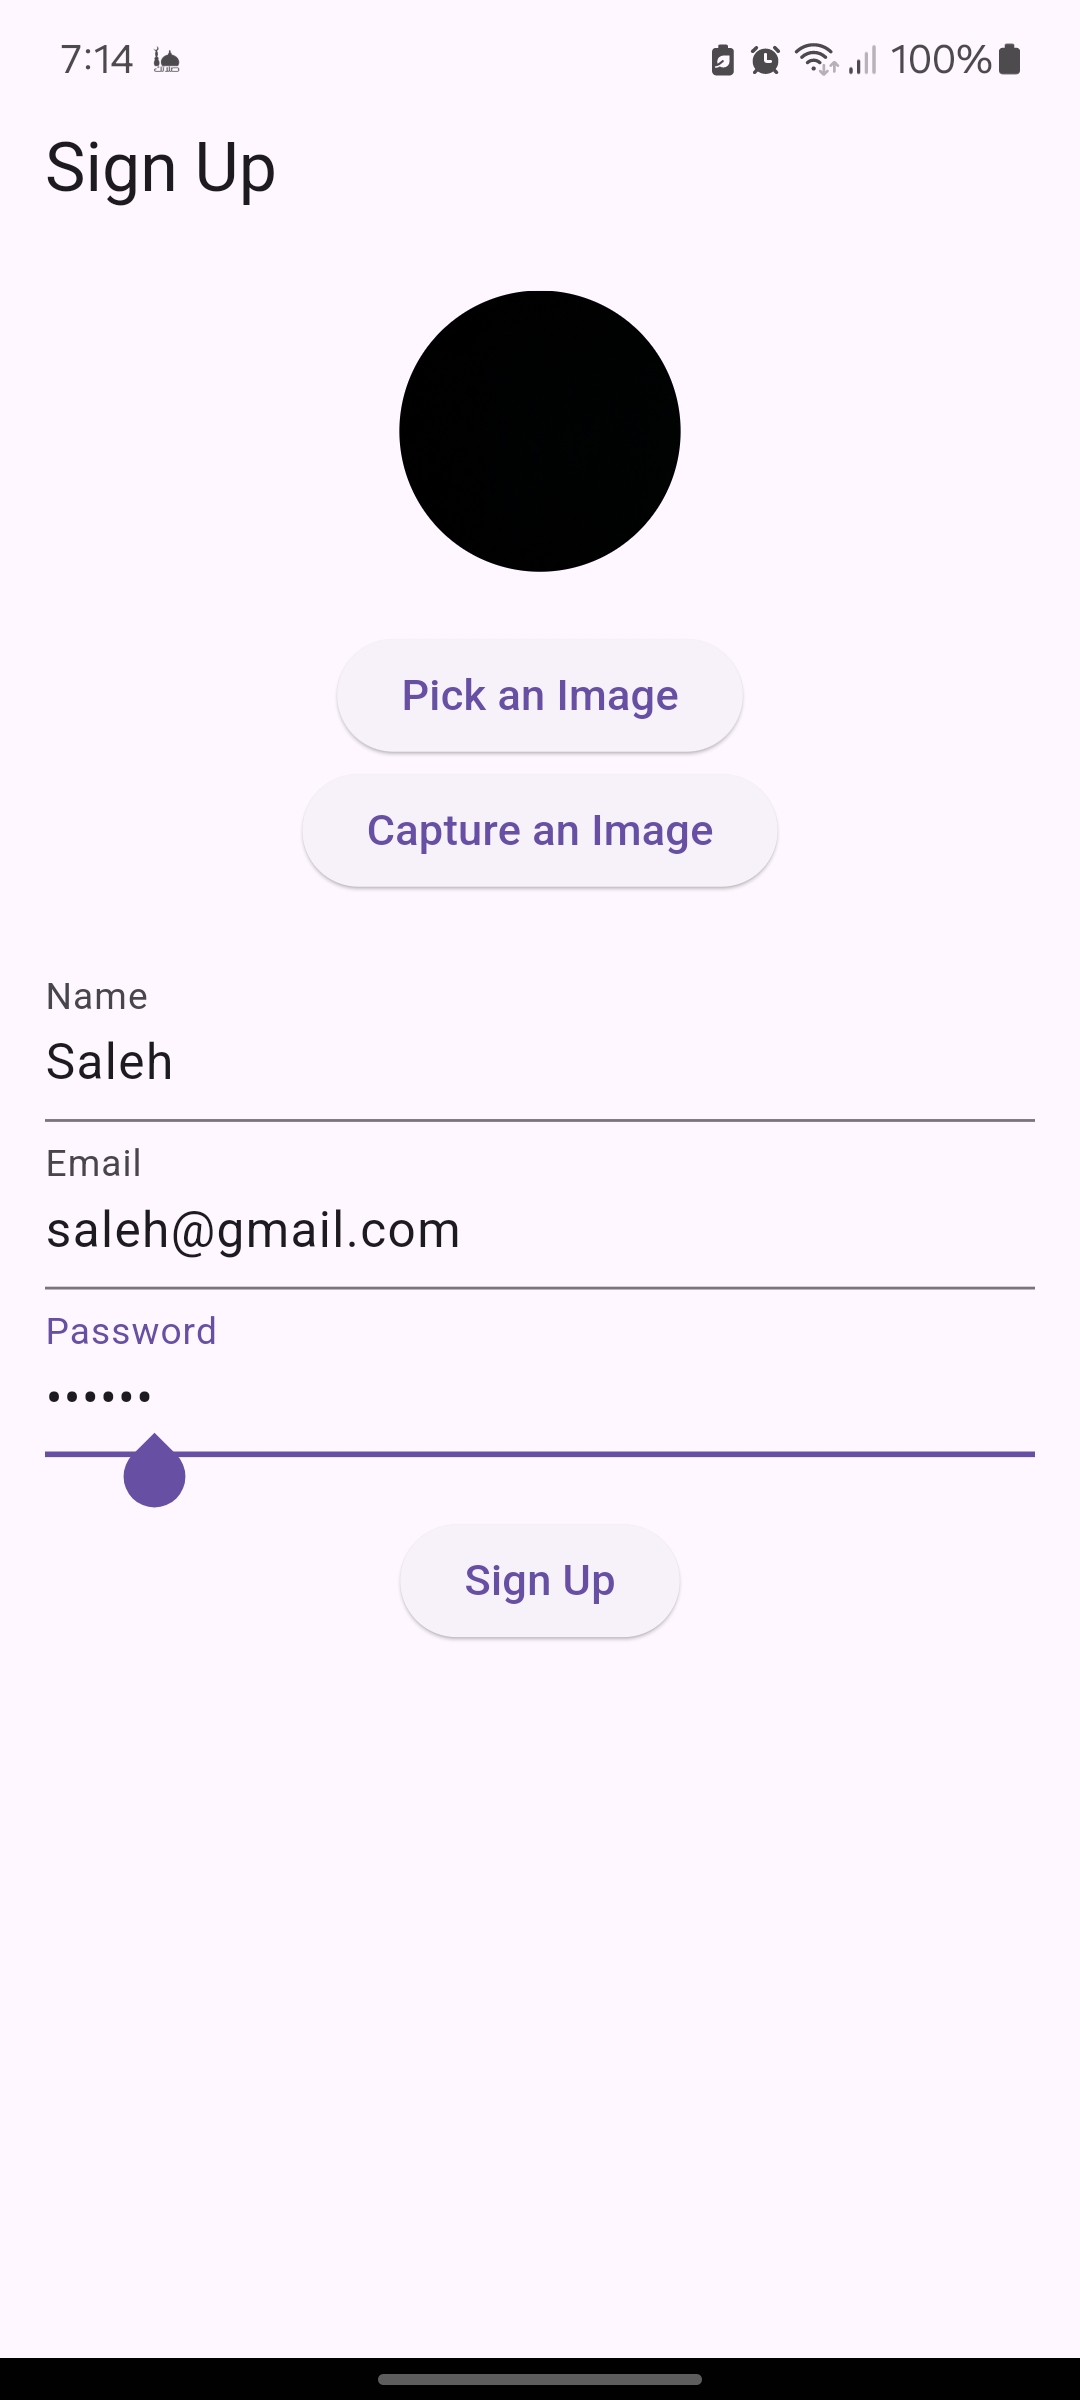 7:14 100%
Sign Up
Pick an Image
Capture an Image
Name
Saleh
Email
saleh@gmail.com
Password
••••••
Sign Up